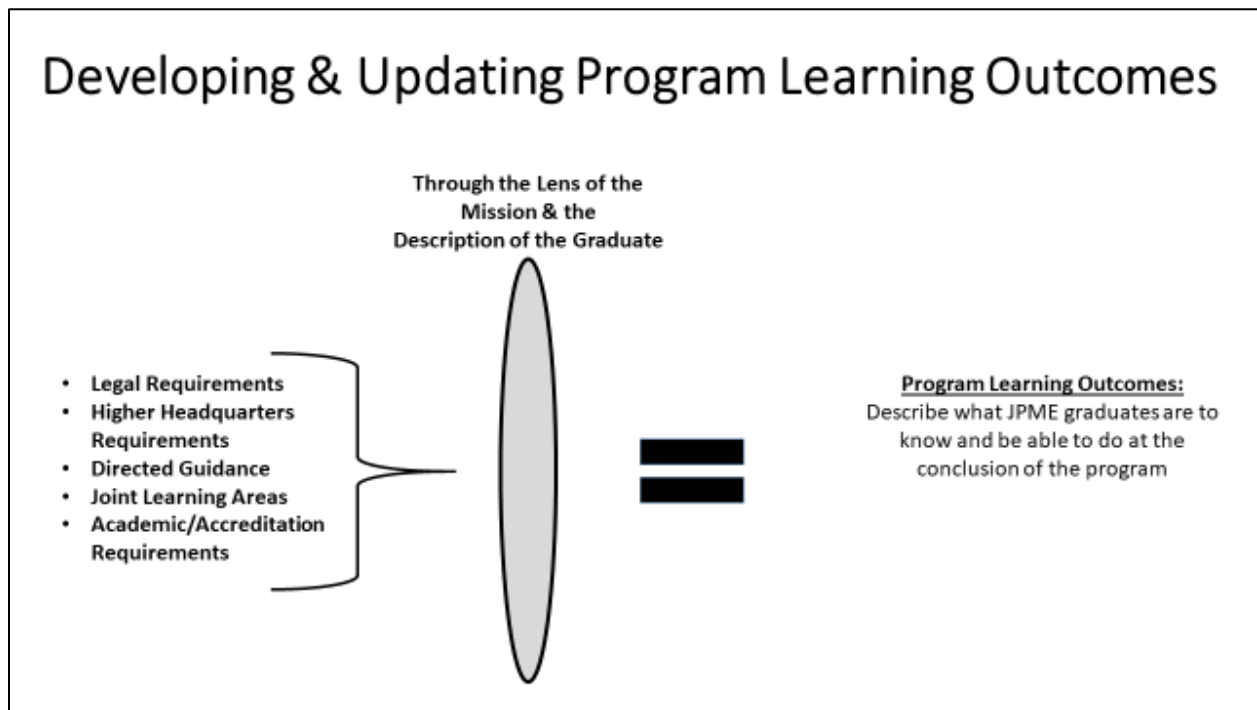 Developing & Updating Program Learning Outcomes
Through the Lens of the
Mission & the
Description of the Graduate
• Legal Requirements
• Higher Headquarters
Requirements
• Directed Guidance
• Joint Learning Areas
• Academic/Accreditation
Requirements
Program Learning Outcomes:
Describe what JPME graduates are to
know and be able to do at the
conclusion of the program